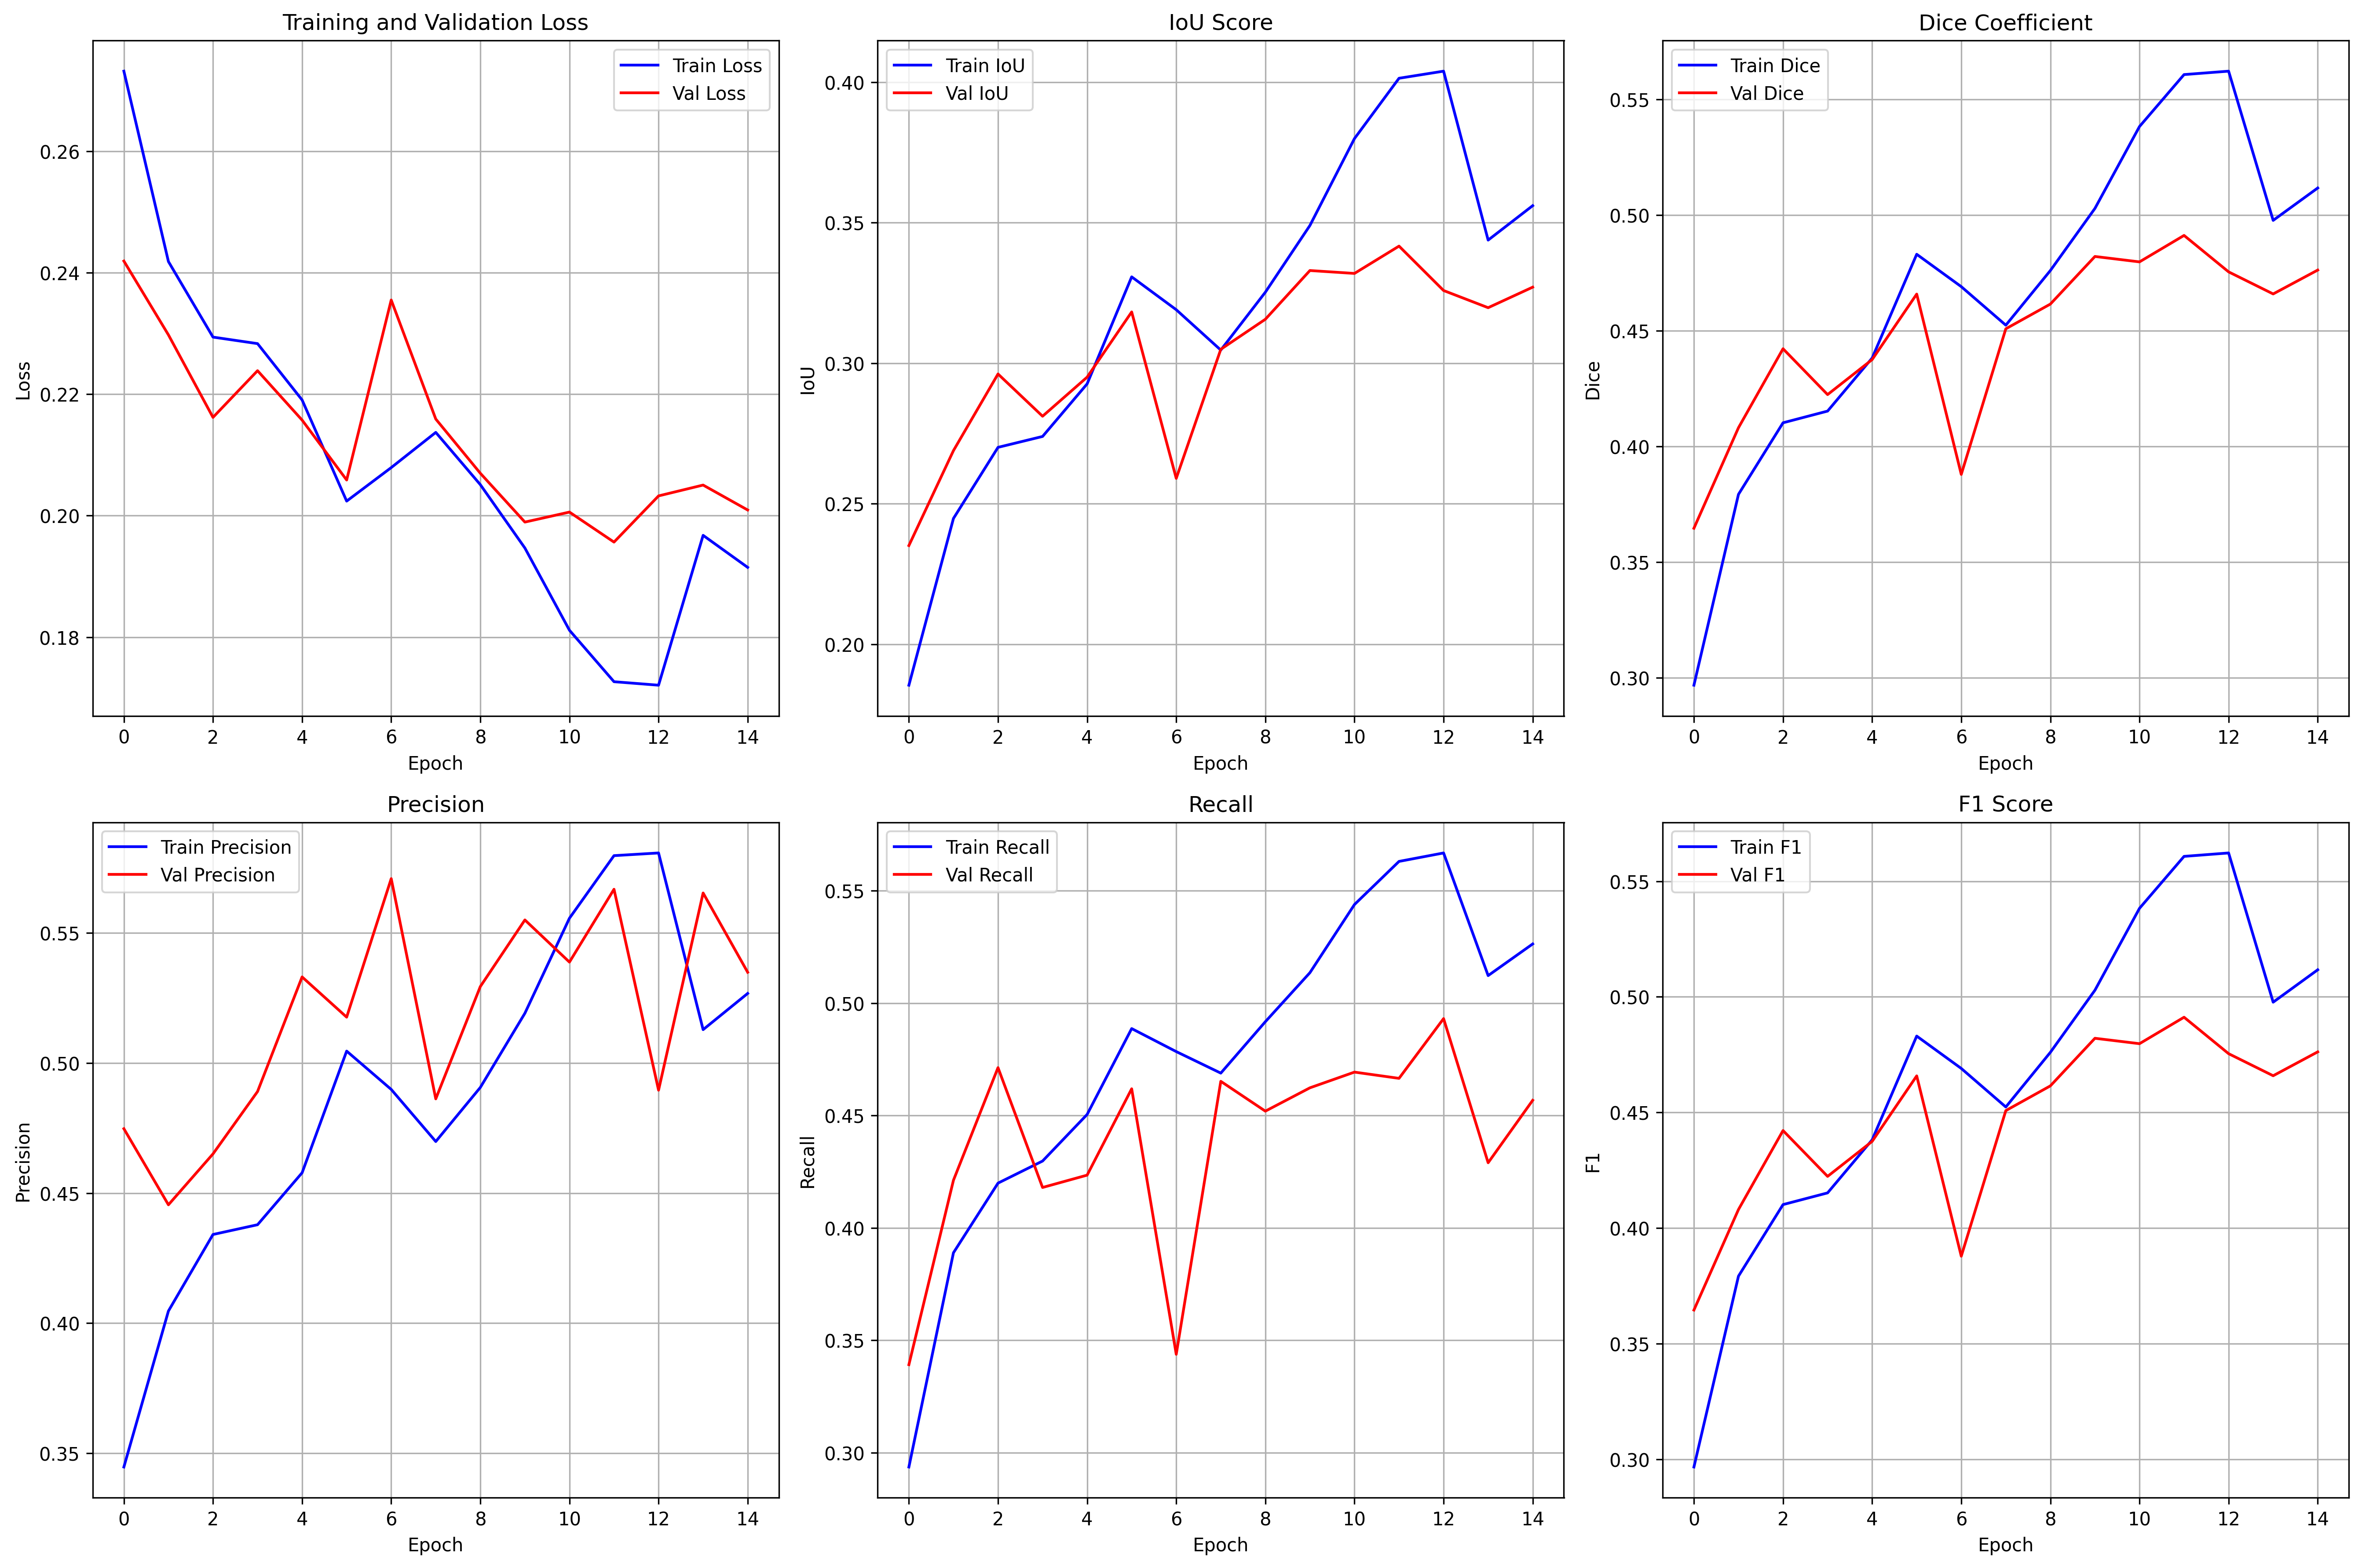 Training and Validation Loss
Train Loss
Val Loss
0.26
0.24
0.22
0.20
0.18
Loss
0 2 4 6 8 10 12 14
Epoch
IoU Score
Train IoU
Val IoU
0.40
0.35
0.30
0.25
0.20
IoU
0 2 4 6 8 10 12 14
Epoch
Dice Coefficient
Train Dice
Val Dice
0.55
0.50
0.45
0.40
0.35
0.30
Dice
0 2 4 6 8 10 12 14
Epoch
Precision
Train Precision
Val Precision
0.55
0.50
0.45
0.40
0.35
Precision
0 2 4 6 8 10 12 14
Epoch
Recall
Train Recall
Val Recall
0.55
0.50
0.45
0.40
0.35
0.30
Recall
0 2 4 6 8 10 12 14
Epoch
F1 Score
Train F1
Val F1
0.55
0.50
0.45
0.40
0.35
0.30
F1
0 2 4 6 8 10 12 14
Epoch